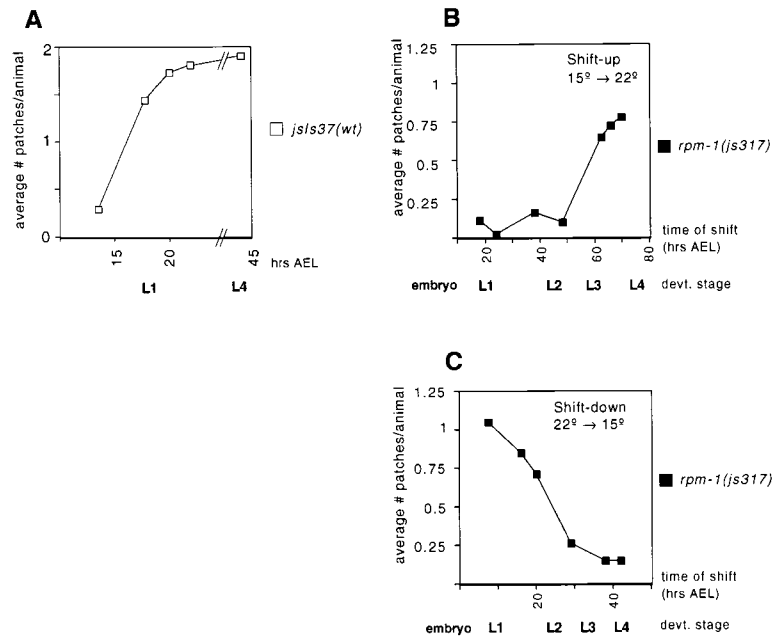 A
2
1
0
average # patches/animal
15
20
45
hrs AEL
L1
L4
jsIs37(wt)
B
1.25
1
0.75
0.5
0.25
average # patches/animal
Shift-up
15º → 22º
rpm-1(js317)
20
40
60
80
time of shift
(hrs AEL)
embryo
L1
L2
L3
L4
devt. stage
C
1.25
1
0.75
0.5
0.25
average # patches/animal
Shift-down
22º → 15º
rpm-1(js317)
20
40
time of shift
(hrs AEL)
embryo
L1
L2
L3
L4
devt. stage